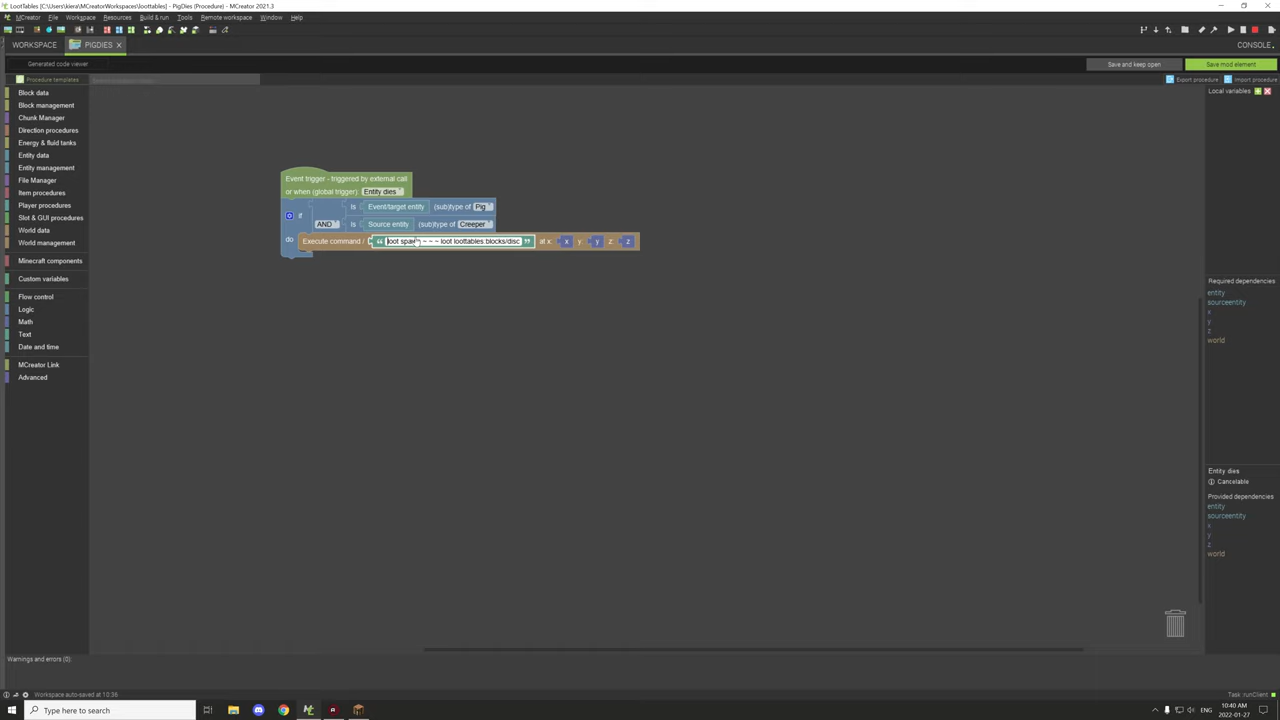 LootTables [C:\Users\kiera\MCreatorWorkspaces\loottables] - PigDies (Procedure) - MCreator 2021.3
MCreator File Workspace Resources Build & run Tools Remote workspace Window Help
WORKSPACE PIGDIES CONSOLE
Generated code viewer Save and keep open Save mod element
Procedure templates Export procedure Import procedure
Block data
Block management
Chunk Manager
Direction procedures
Energy & fluid tanks
Entity data
Entity management
File Manager
Item procedures
Player procedures
Slot & GUI procedures
World data
World management
Minecraft components
Custom variables
Flow control
Logic
Math
Text
Date and time
MCreator Link
Advanced
Event trigger - triggered by external call
or when (global trigger): Entity dies
if
Is Event/target entity (sub)type of Pig
AND Is Source entity (sub)type of Creeper
do Execute command / “ loot spawn ~ ~ ~ loot loottables:blocks/disc ” at x: x y: y z: z
Local variables
Required dependencies
entity
sourceentity
x
y
z
world
Entity dies
Cancelable
Provided dependencies
entity
sourceentity
x
y
z
world
Warnings and errors (0):
Workspace auto-saved at 10:36 Task :runClient
Type here to search
ENG
10:40 AM
2022-01-27